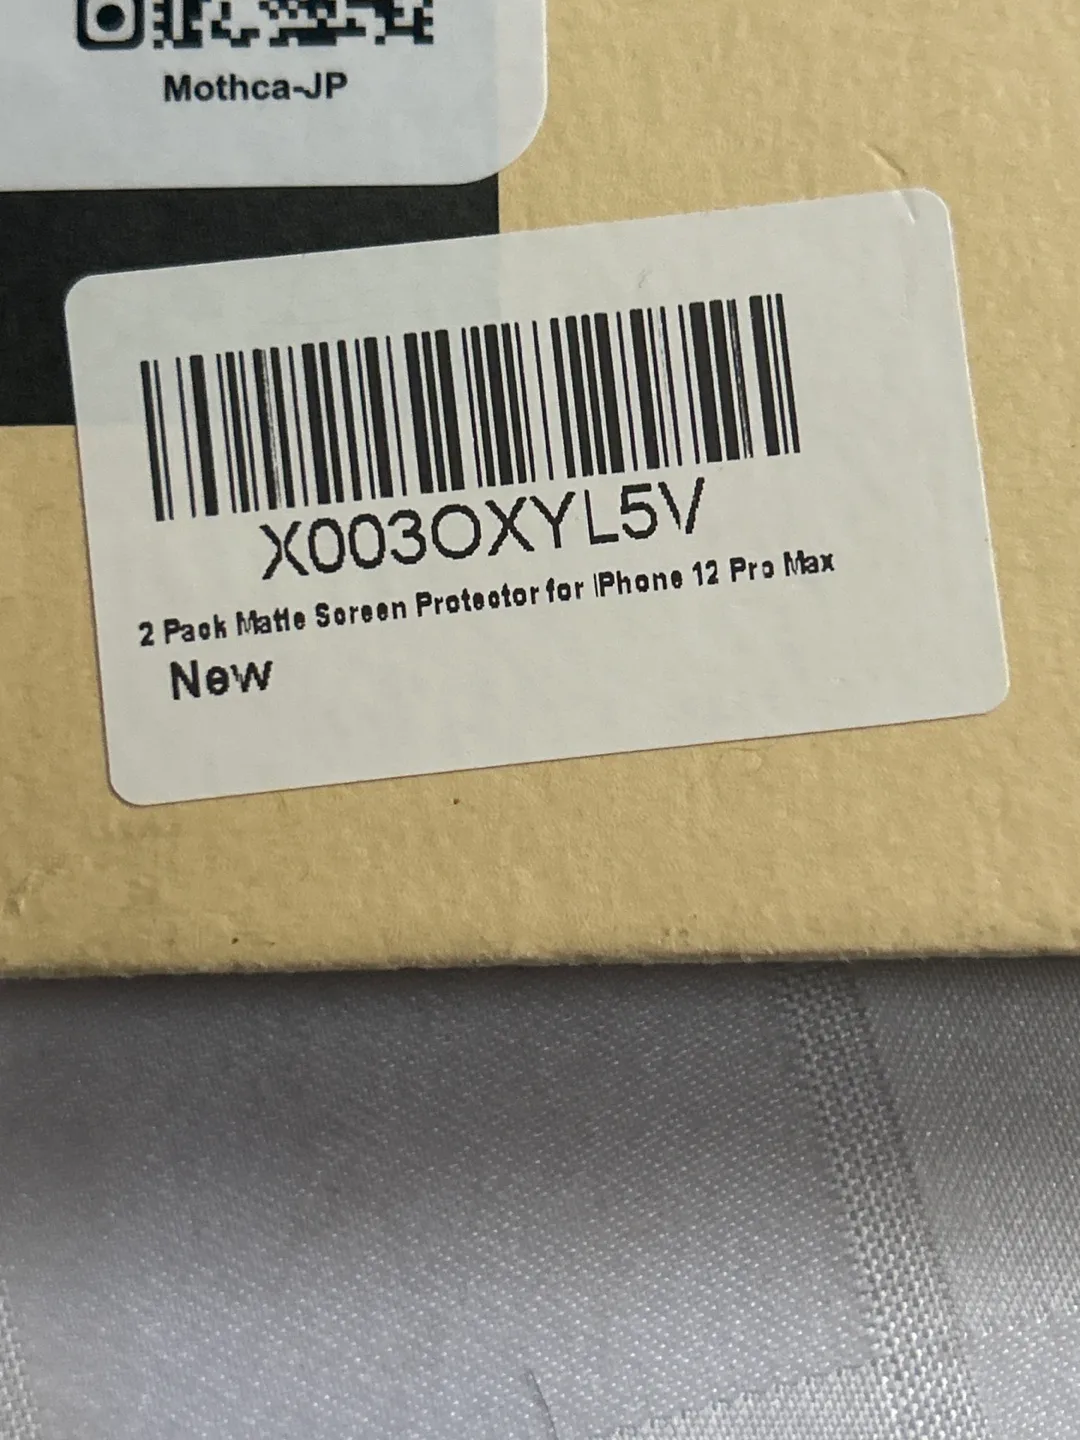 Mothca-JP
X003OXYL5V
2 Pack Matte Screen Protector for iPhone 12 Pro Max
New